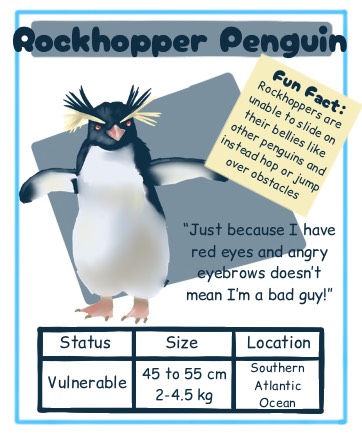 Rockhopper Penguin
Fun Fact:
Rockhoppers are
unable to slide on
their bellies like
other penguins and
instead hop or jump
over obstacles
"Just because I have
red eyes and angry
eyebrows doesn't
mean I'm a bad guy!"
Status Size Location
Vulnerable
45 to 55 cm
2-4.5 kg
Southern
Atlantic
Ocean